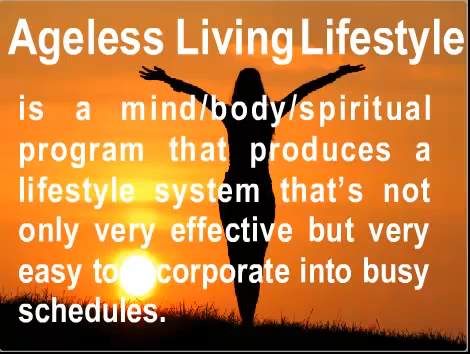 Ageless Living Lifestyle
is a mind/body/spiritual
program that produces a
lifestyle system that's not
only very effective but very
easy to corporate into busy
schedules.